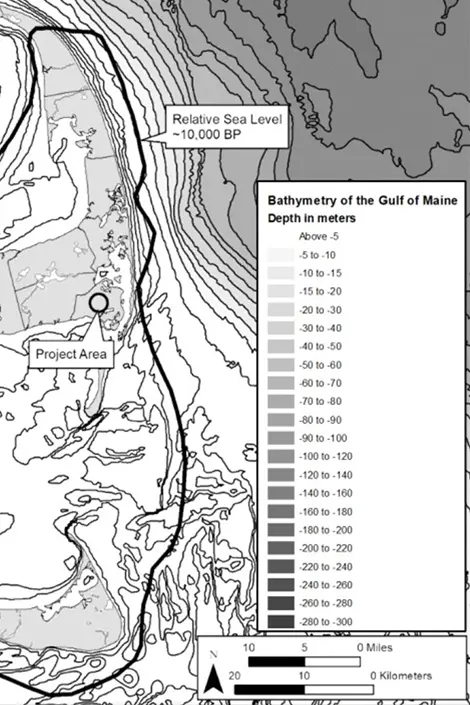 Relative Sea Level
~10,000 BP
Bathymetry of the Gulf of Maine
Depth in meters
Above -5
-5 to -10
-10 to -15
-15 to -20
-20 to -30
-30 to -40
-40 to -50
-50 to -60
-60 to -70
-70 to -80
-80 to -90
-90 to -100
-100 to -120
-120 to -140
-140 to -160
-160 to -180
-180 to -200
-200 to -220
-220 to -240
-240 to -260
-260 to -280
-280 to -300
Project Area
N
10 5 0 Miles
20 10 0 Kilometers